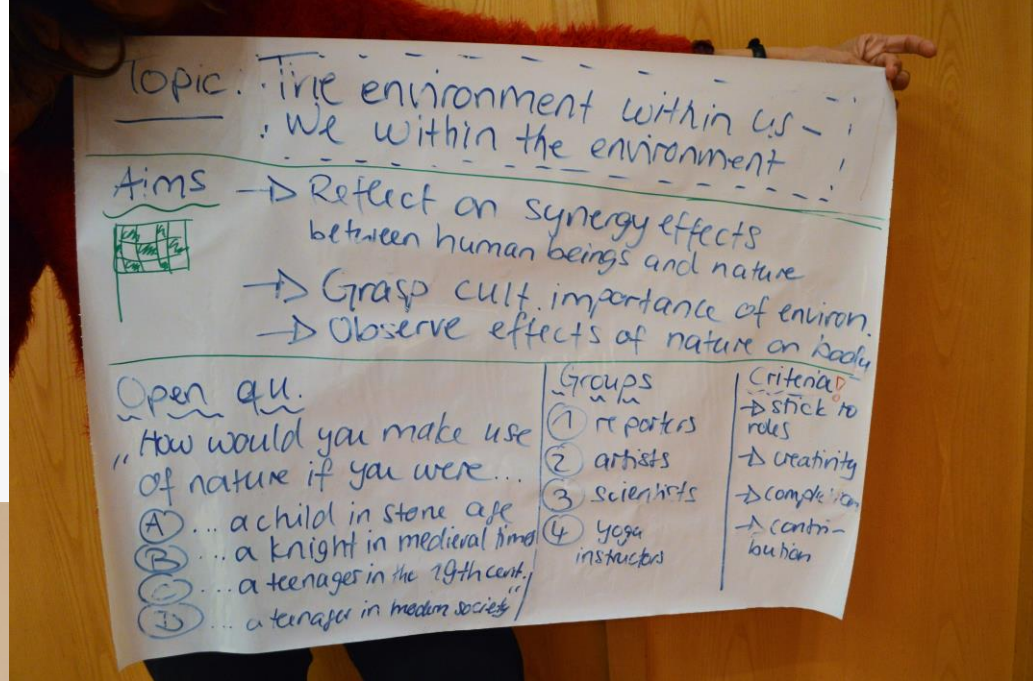 Topic: The environment within us -
We within the environment
Aims
→ Reflect on synergy effects
between human beings and nature
→ Grasp cult. importance of environ.
→ Observe effects of nature on body
Open qu.
„How would you make use
of nature if you were...
A ... a child in stone age
B ... a knight in medieval times
C ... a teenages in the 19th cent.
D ... a teenager in modern society"
Groups
1 reporters
2 artists
3 scientists
4 yoga
instructors
Criteria!
→ stick to
roles
→ creativity
→ completion
→ contri-
bution